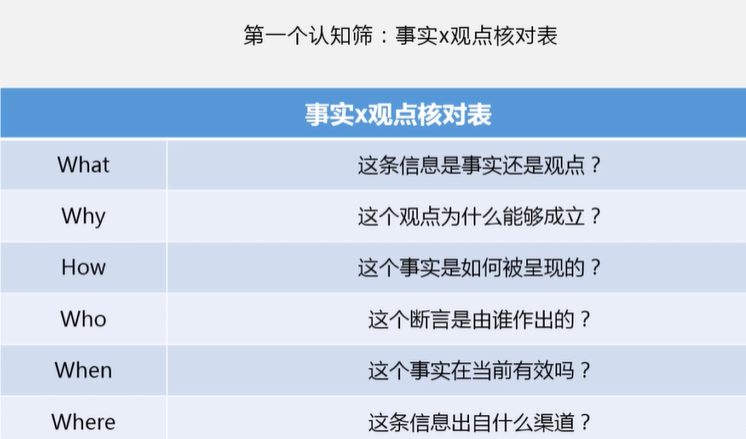 第一个认知筛：事实x观点核对表
事实x观点核对表
What 这条信息是事实还是观点？
Why 这个观点为什么能够成立？
How 这个事实是如何被呈现的？
Who 这个断言是由谁作出的？
When 这个事实在当前有效吗？
Where 这条信息出自什么渠道？